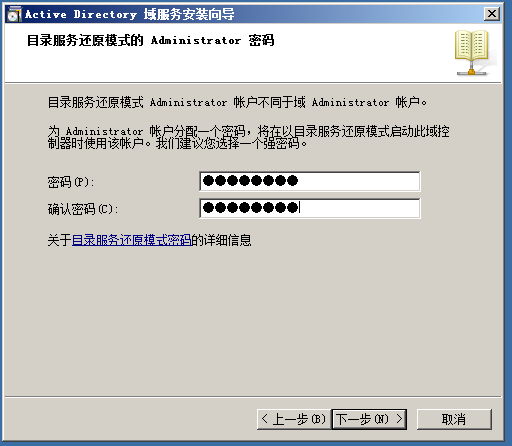 Active Directory 域服务安装向导
目录服务还原模式的 Administrator 密码
目录服务还原模式 Administrator 帐户不同于域 Administrator 帐户。
为 Administrator 帐户分配一个密码，将在以目录服务还原模式启动此域控
制器时使用该帐户。我们建议您选择一个强密码。
密码(P):
●●●●●●●●
确认密码(C):
●●●●●●●●
关于目录服务还原模式密码的详细信息
< 上一步(B)
下一步(N) >
取消